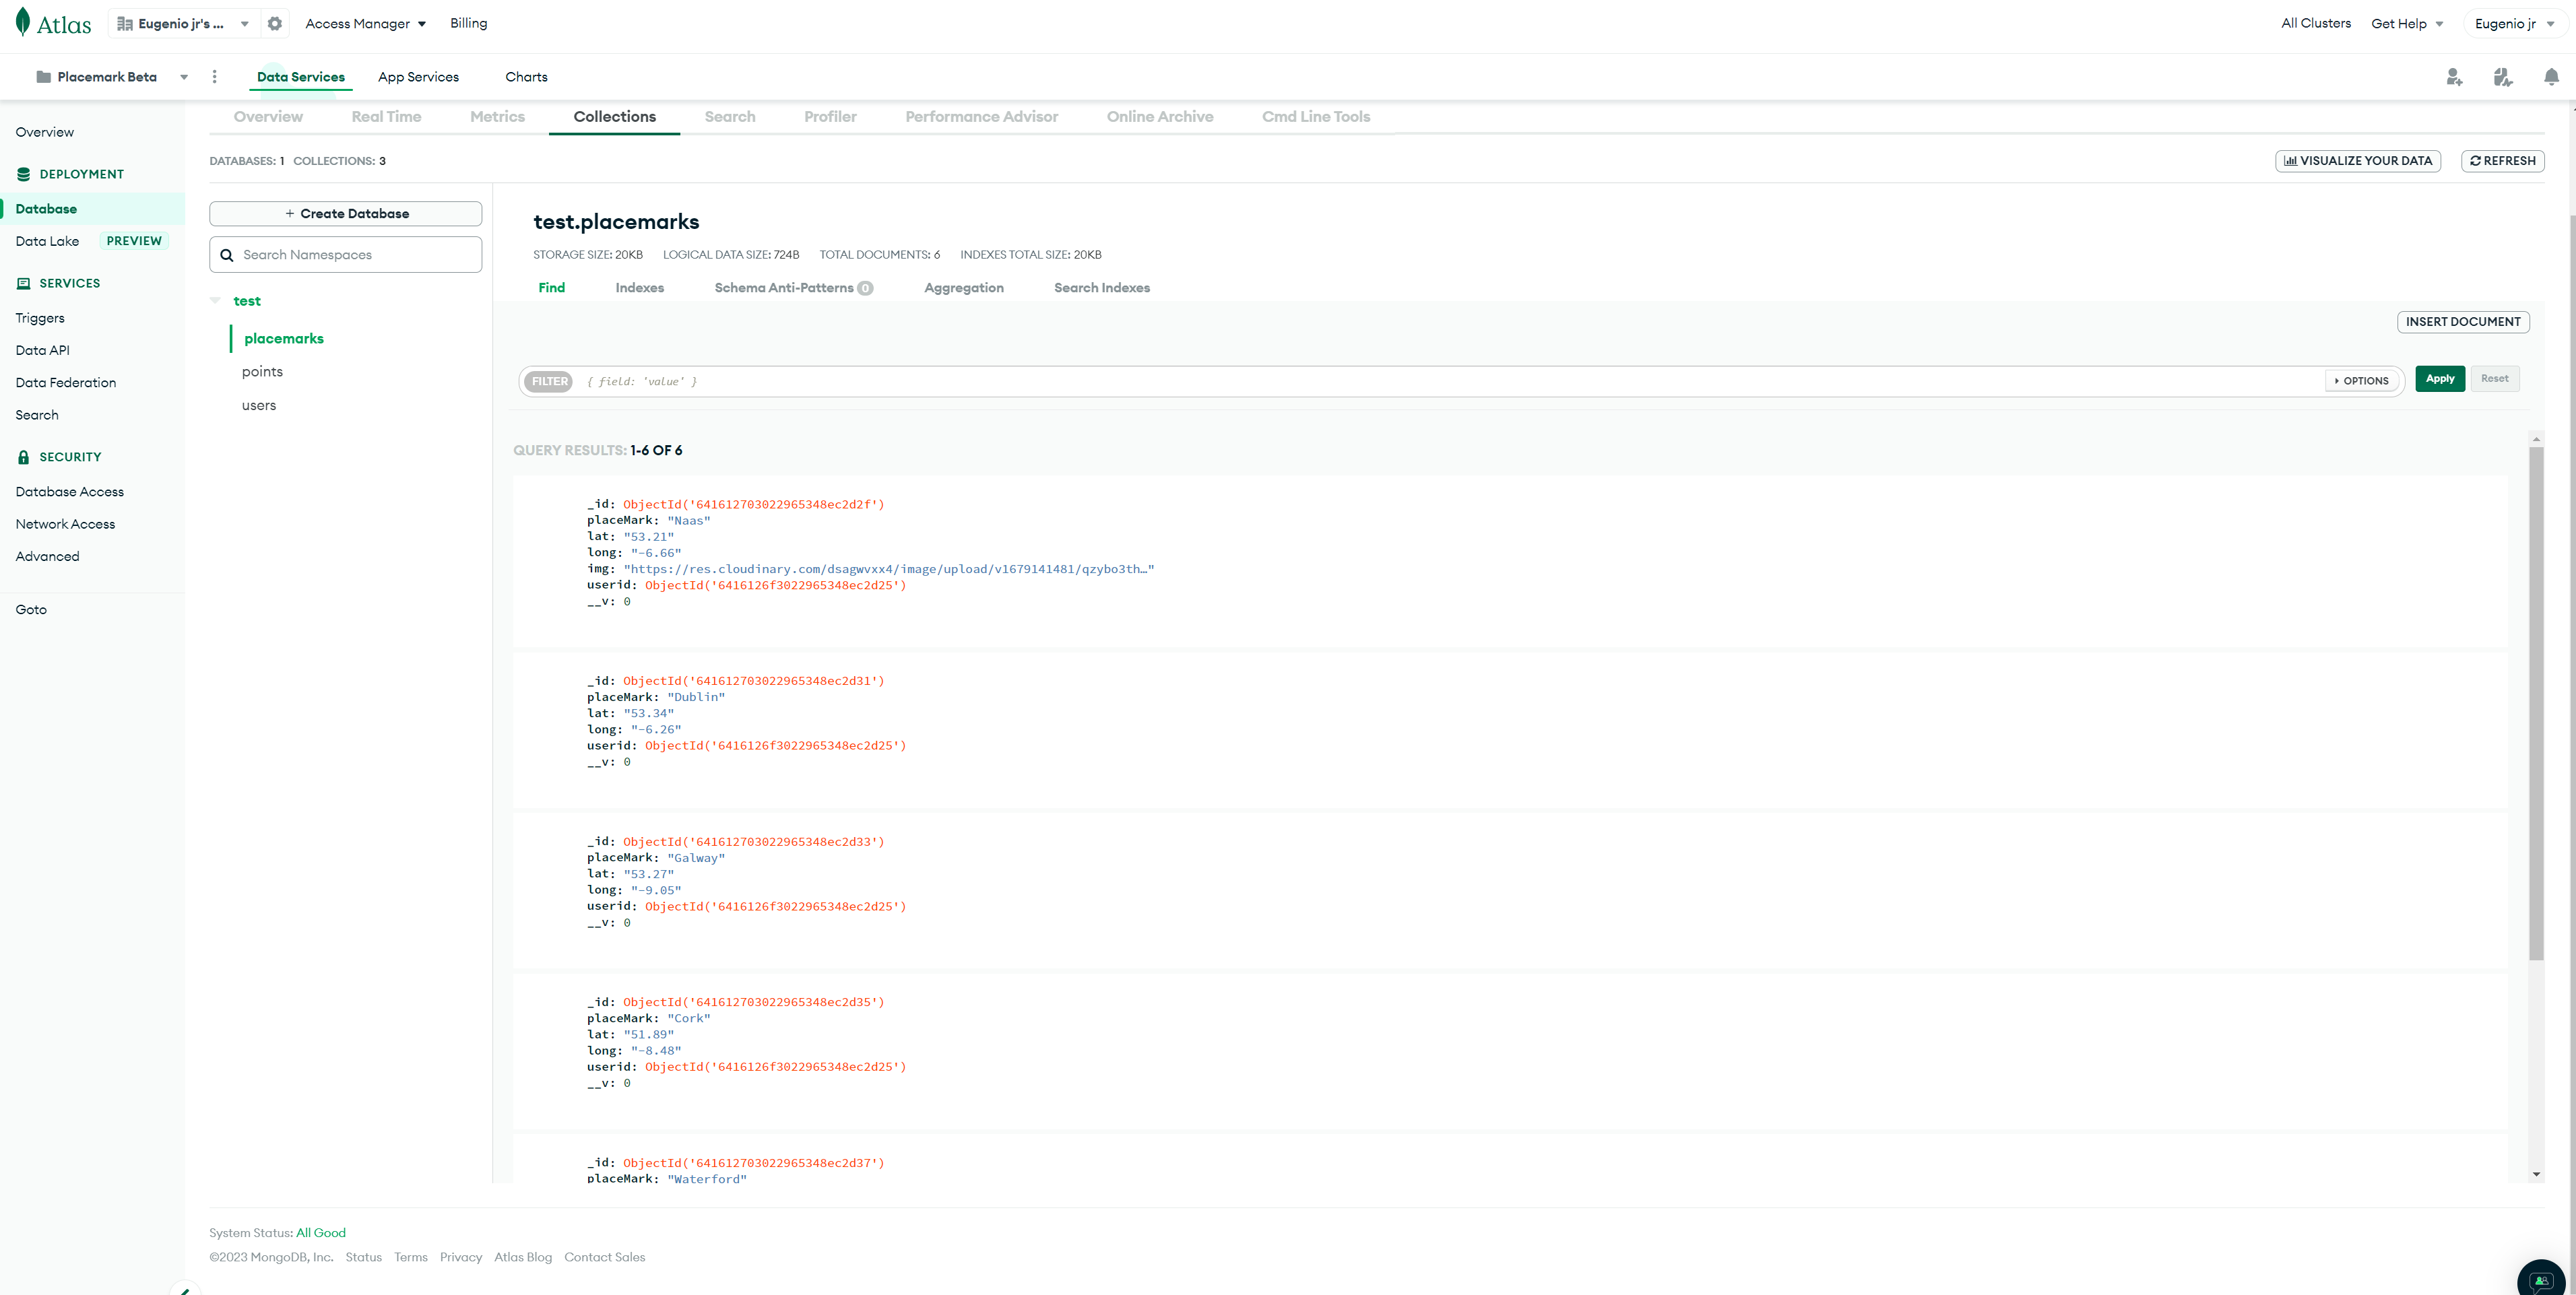 Atlas
Eugenio jr's ...
Access Manager
Billing
All Clusters
Get Help
Eugenio jr
Placemark Beta
Data Services
App Services
Charts
Overview
Real Time
Metrics
Collections
Search
Profiler
Performance Advisor
Online Archive
Cmd Line Tools
Overview
DEPLOYMENT
Database
Data Lake PREVIEW
SERVICES
Triggers
Data API
Data Federation
Search
SECURITY
Database Access
Network Access
Advanced
Goto
DATABASES: 1 COLLECTIONS: 3
VISUALIZE YOUR DATA
REFRESH
+ Create Database
Search Namespaces
test
placemarks
points
users
test.placemarks
STORAGE SIZE: 20KB LOGICAL DATA SIZE: 724B TOTAL DOCUMENTS: 6 INDEXES TOTAL SIZE: 20KB
Find
Indexes
Schema Anti-Patterns 0
Aggregation
Search Indexes
INSERT DOCUMENT
FILTER { field: 'value' }
OPTIONS
Apply
Reset
QUERY RESULTS: 1-6 OF 6
_id: ObjectId('641612703022965348ec2d2f')
placeMark: "Naas"
lat: "53.21"
long: "-6.66"
img: "https://res.cloudinary.com/dsagwvxx4/image/upload/v1679141481/qzybo3th…"
userid: ObjectId('6416126f3022965348ec2d25')
__v: 0
_id: ObjectId('641612703022965348ec2d31')
placeMark: "Dublin"
lat: "53.34"
long: "-6.26"
userid: ObjectId('6416126f3022965348ec2d25')
__v: 0
_id: ObjectId('641612703022965348ec2d33')
placeMark: "Galway"
lat: "53.27"
long: "-9.05"
userid: ObjectId('6416126f3022965348ec2d25')
__v: 0
_id: ObjectId('641612703022965348ec2d35')
placeMark: "Cork"
lat: "51.89"
long: "-8.48"
userid: ObjectId('6416126f3022965348ec2d25')
__v: 0
_id: ObjectId('641612703022965348ec2d37')
placeMark: "Waterford"
System Status: All Good
©2023 MongoDB, Inc. Status Terms Privacy Atlas Blog Contact Sales